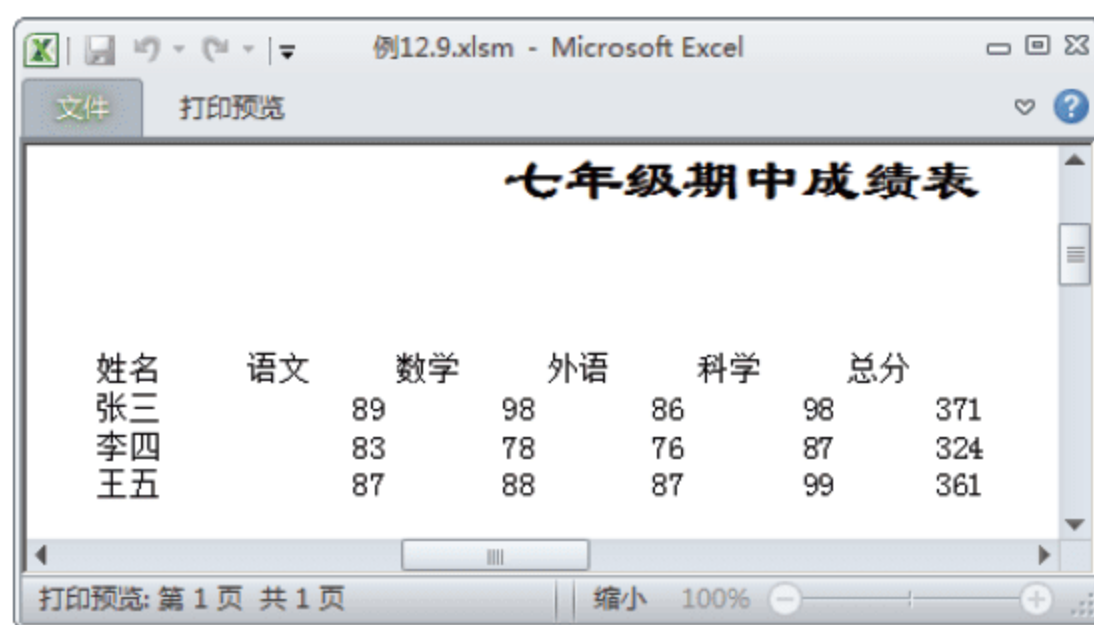 例12.9.xlsm - Microsoft Excel
文件 打印预览
七年级期中成绩表
姓名 语文 数学 外语 科学 总分
张三 89 98 86 98 371
李四 83 78 76 87 324
王五 87 88 87 99 361
打印预览: 第 1 页 共 1 页 缩小 100%